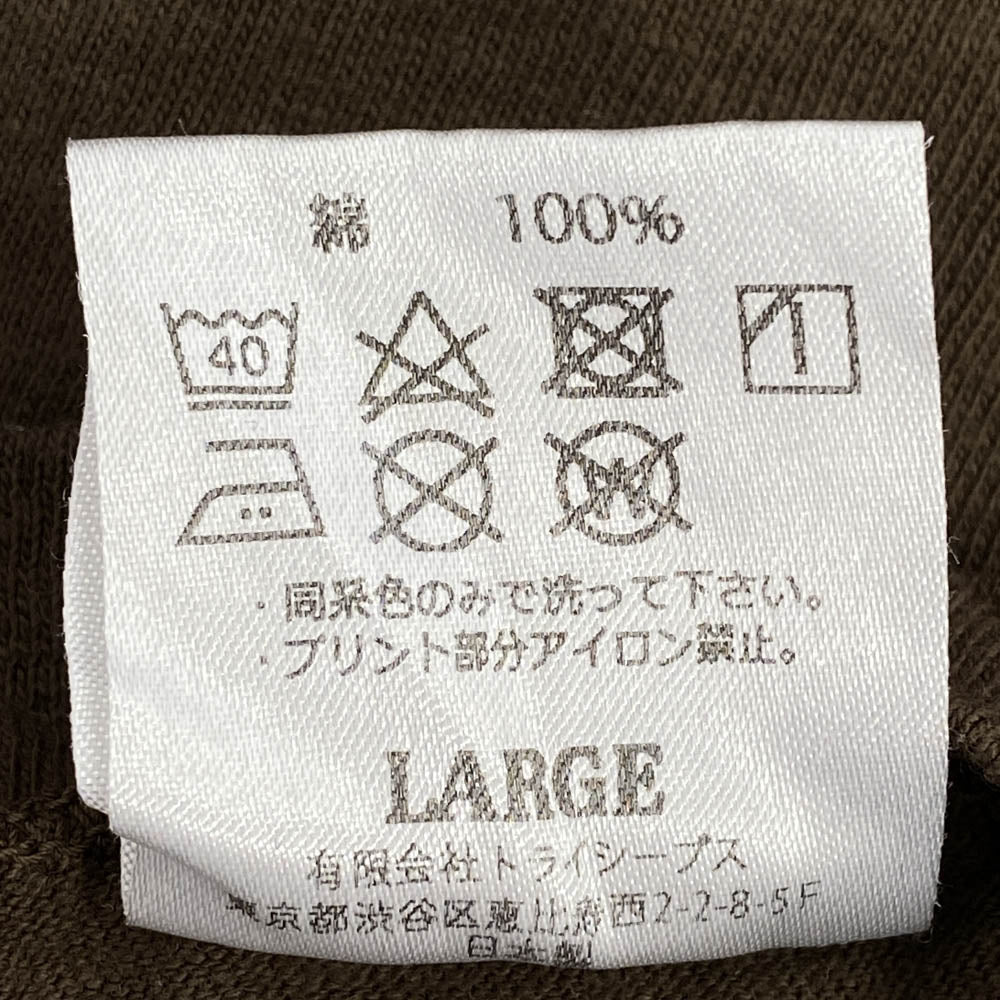 綿 100%
40
W
・同系色のみで洗って下さい。
・プリント部分アイロン禁止。
LARGE
有限会社トライシープス
東京都渋谷区恵比寿西2-2-8-5F
日本製